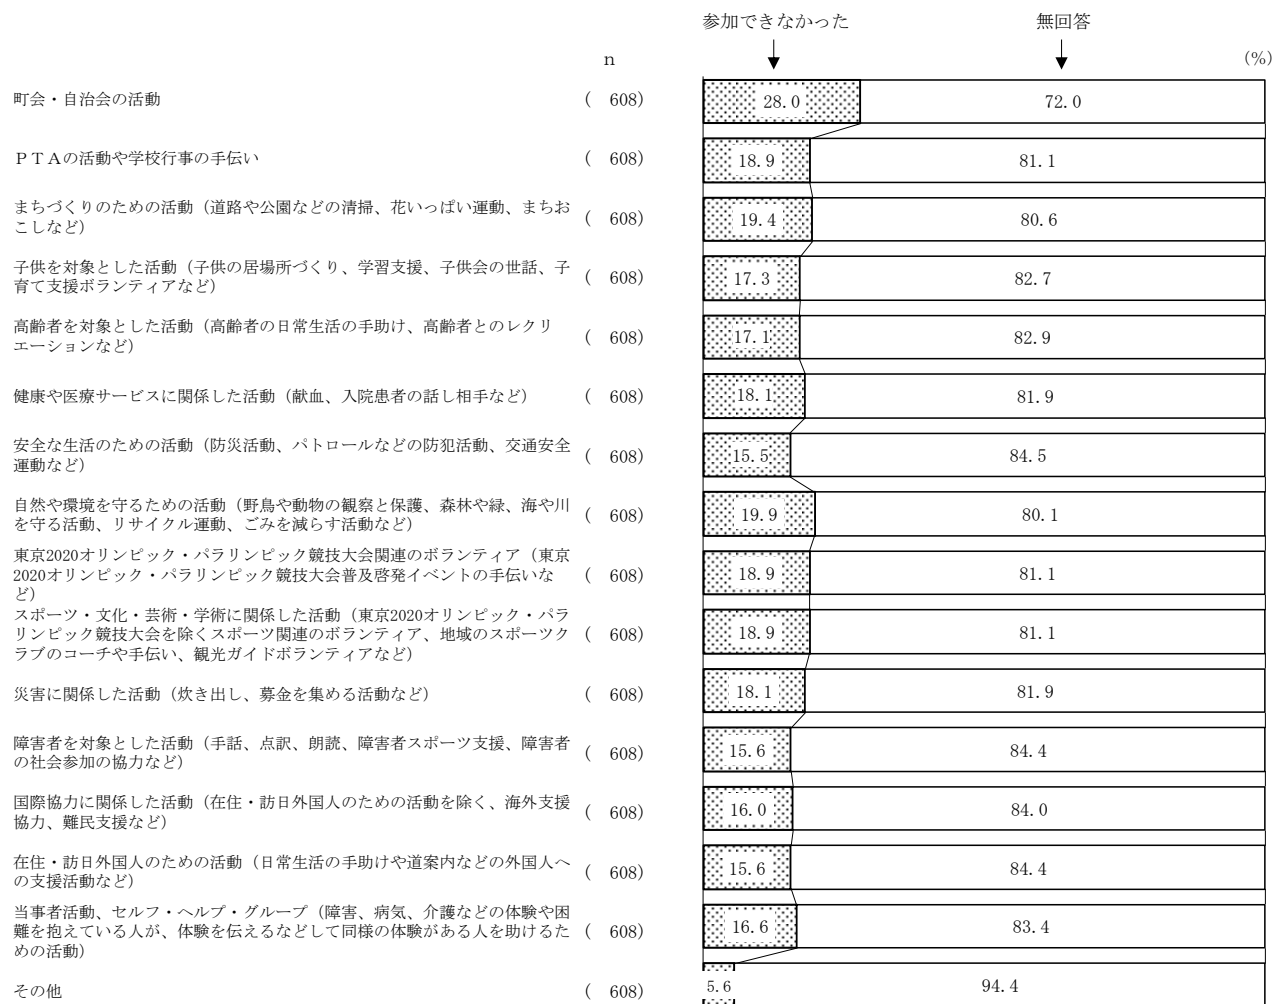 参加できなかった 無回答
n (%)
町会・自治会の活動 ( 608) 28.0 72.0
ＰＴＡの活動や学校行事の手伝い ( 608) 18.9 81.1
まちづくりのための活動（道路や公園などの清掃、花いっぱい運動、まちお
こしなど） ( 608) 19.4 80.6
子供を対象とした活動（子供の居場所づくり、学習支援、子供会の世話、子
育て支援ボランティアなど） ( 608) 17.3 82.7
高齢者を対象とした活動（高齢者の日常生活の手助け、高齢者とのレクリ
エーションなど） ( 608) 17.1 82.9
健康や医療サービスに関係した活動（献血、入院患者の話し相手など） ( 608) 18.1 81.9
安全な生活のための活動（防災活動、パトロールなどの防犯活動、交通安全
運動など） ( 608) 15.5 84.5
自然や環境を守るための活動（野鳥や動物の観察と保護、森林や緑、海や川
を守る活動、リサイクル運動、ごみを減らす活動など） ( 608) 19.9 80.1
東京2020オリンピック・パラリンピック競技大会関連のボランティア（東京
2020オリンピック・パラリンピック競技大会普及啓発イベントの手伝いな ( 608) 18.9 81.1
ど）
スポーツ・文化・芸術・学術に関係した活動（東京2020オリンピック・パラ
リンピック競技大会を除くスポーツ関連のボランティア、地域のスポーツク ( 608) 18.9 81.1
ラブのコーチや手伝い、観光ガイドボランティアなど）
災害に関係した活動（炊き出し、募金を集める活動など） ( 608) 18.1 81.9
障害者を対象とした活動（手話、点訳、朗読、障害者スポーツ支援、障害者
の社会参加の協力など） ( 608) 15.6 84.4
国際協力に関係した活動（在住・訪日外国人のための活動を除く、海外支援
協力、難民支援など） ( 608) 16.0 84.0
在住・訪日外国人のための活動（日常生活の手助けや道案内などの外国人へ
の支援活動など） ( 608) 15.6 84.4
当事者活動、セルフ・ヘルプ・グループ（障害、病気、介護などの体験や困
難を抱えている人が、体験を伝えるなどして同様の体験がある人を助けるた ( 608) 16.6 83.4
めの活動）
その他 ( 608) 5.6 94.4